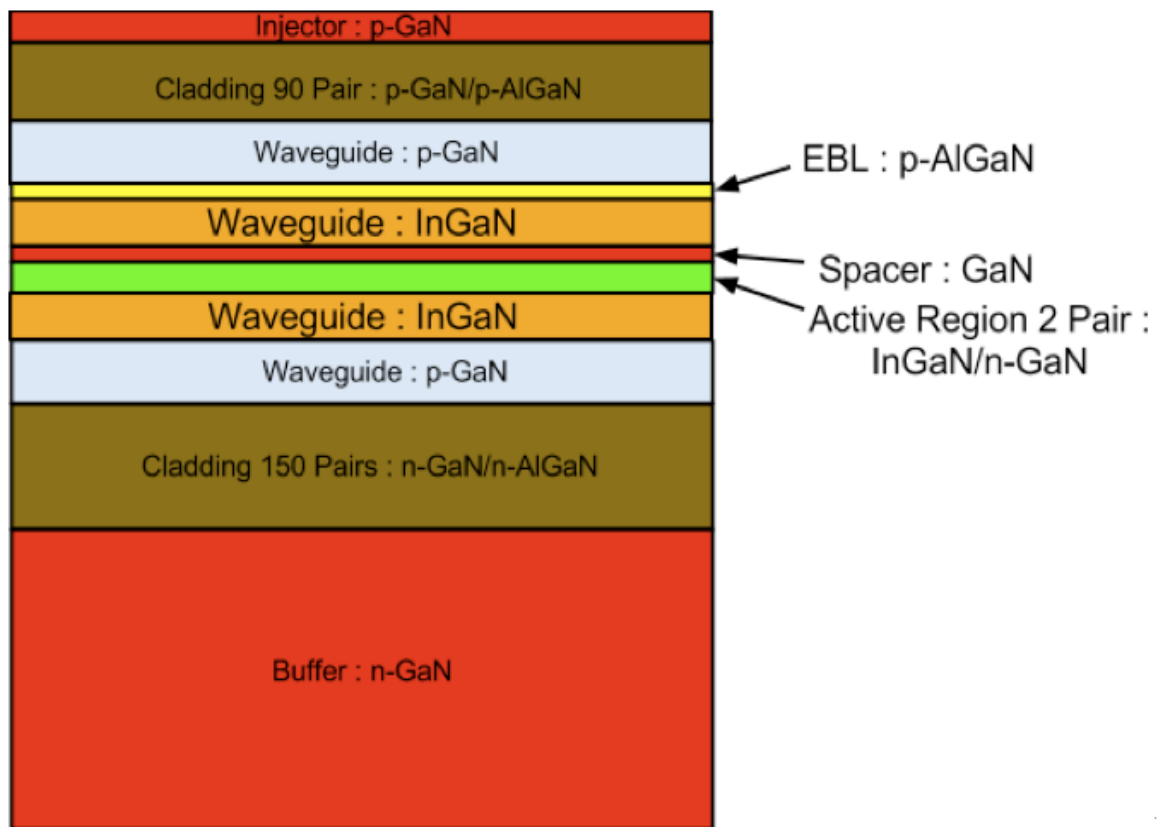 Injector : p-GaN
Cladding 90 Pair : p-GaN/p-AlGaN
Waveguide : p-GaN
EBL : p-AlGaN
Waveguide : InGaN
Spacer : GaN
Active Region 2 Pair :
InGaN/n-GaN
Waveguide : InGaN
Waveguide : p-GaN
Cladding 150 Pairs : n-GaN/n-AlGaN
Buffer : n-GaN